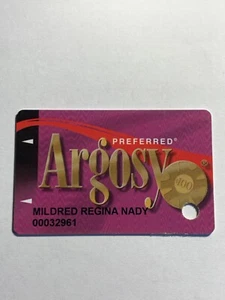 PREFERRED®
Argosy®
MILDRED REGINA NADY
00032961